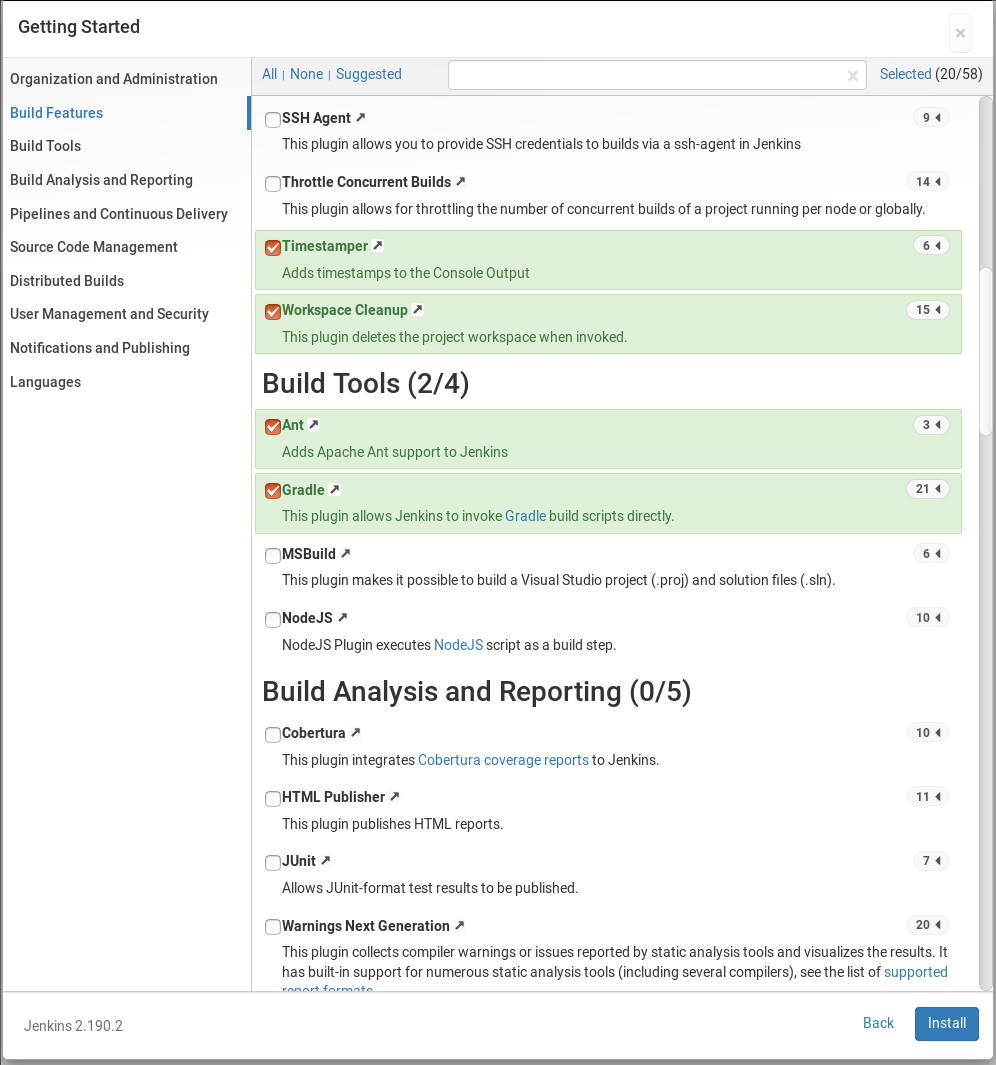 Getting Started
×
Organization and Administration
Build Features
Build Tools
Build Analysis and Reporting
Pipelines and Continuous Delivery
Source Code Management
Distributed Builds
User Management and Security
Notifications and Publishing
Languages
All | None | Suggested
×
Selected (20/58)
SSH Agent 9
This plugin allows you to provide SSH credentials to builds via a ssh-agent in Jenkins
Throttle Concurrent Builds 14
This plugin allows for throttling the number of concurrent builds of a project running per node or globally.
Timestamper 6
Adds timestamps to the Console Output
Workspace Cleanup 15
This plugin deletes the project workspace when invoked.
Build Tools (2/4)
Ant 3
Adds Apache Ant support to Jenkins
Gradle 21
This plugin allows Jenkins to invoke Gradle build scripts directly.
MSBuild 6
This plugin makes it possible to build a Visual Studio project (.proj) and solution files (.sln).
NodeJS 10
NodeJS Plugin executes NodeJS script as a build step.
Build Analysis and Reporting (0/5)
Cobertura 10
This plugin integrates Cobertura coverage reports to Jenkins.
HTML Publisher 11
This plugin publishes HTML reports.
JUnit 7
Allows JUnit-format test results to be published.
Warnings Next Generation 20
This plugin collects compiler warnings or issues reported by static analysis tools and visualizes the results. It
has built-in support for numerous static analysis tools (including several compilers), see the list of supported
report formats.
Jenkins 2.190.2
Back
Install